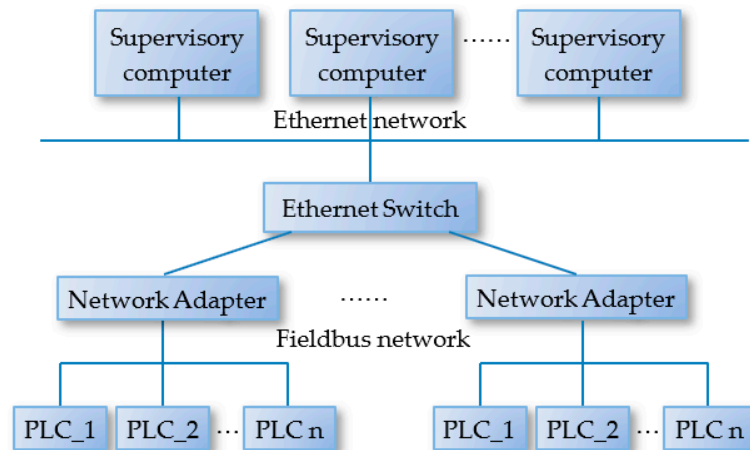 Supervisory
computer
Supervisory
computer
......
Supervisory
computer
Ethernet network
Ethernet Switch
Network Adapter
......
Network Adapter
Fieldbus network
PLC_1
PLC_2
...
PLC n
PLC_1
PLC_2
...
PLC n